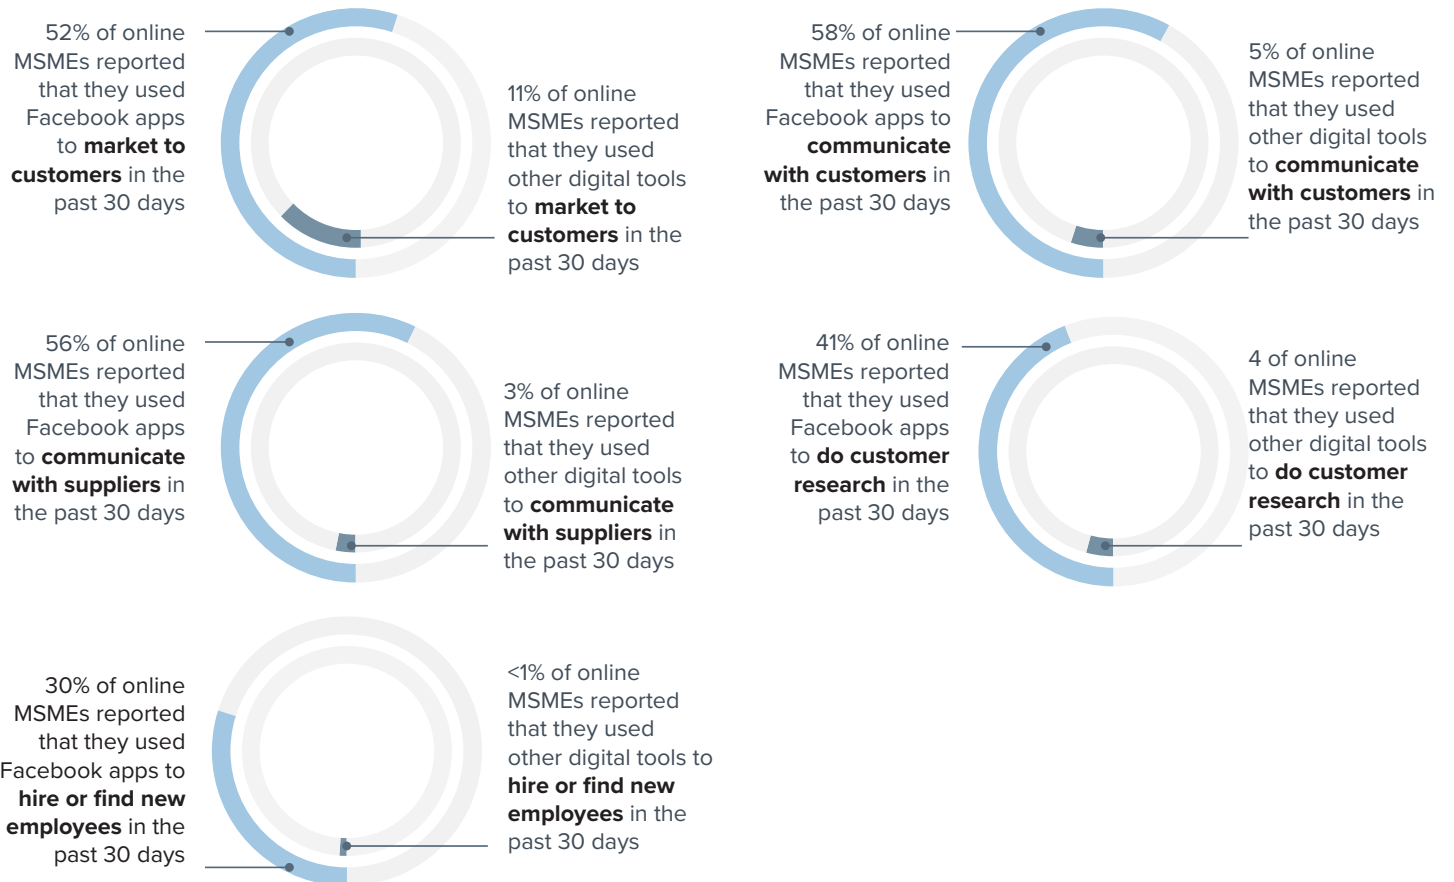 52% of online
MSMEs reported
that they used
Facebook apps
to market to
customers in the
past 30 days
11% of online
MSMEs reported
that they used
other digital tools
to market to
customers in the
past 30 days
58% of online
MSMEs reported
that they used
Facebook apps to
communicate
with customers in
the past 30 days
5% of online
MSMEs reported
that they used
other digital tools
to communicate
with customers in
the past 30 days
56% of online
MSMEs reported
that they used
Facebook apps
to communicate
with suppliers in
the past 30 days
3% of online
MSMEs reported
that they used
other digital tools
to communicate
with suppliers in
the past 30 days
41% of online
MSMEs reported
that they used
Facebook apps
to do customer
research in the
past 30 days
4 of online
MSMEs reported
that they used
other digital tools
to do customer
research in the
past 30 days
30% of online
MSMEs reported
that they used
Facebook apps to
hire or find new
employees in the
past 30 days
<1% of online
MSMEs reported
that they used
other digital tools to
hire or find new
employees in the
past 30 days